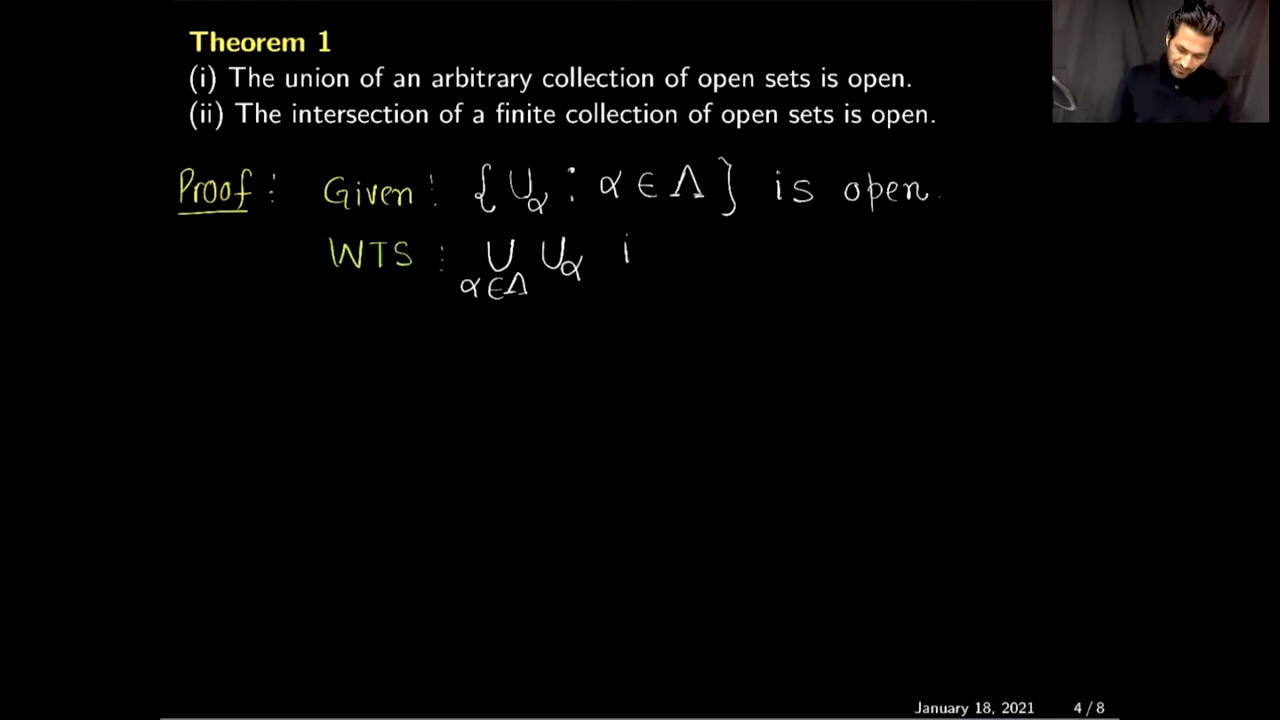 Theorem 1
(i) The union of an arbitrary collection of open sets is open.
(ii) The intersection of a finite collection of open sets is open.
Proof : Given : { U_α : α ∈ Λ } is open.
WTS : ∪_{α∈Λ} U_α i
January 18, 2021 4 / 8